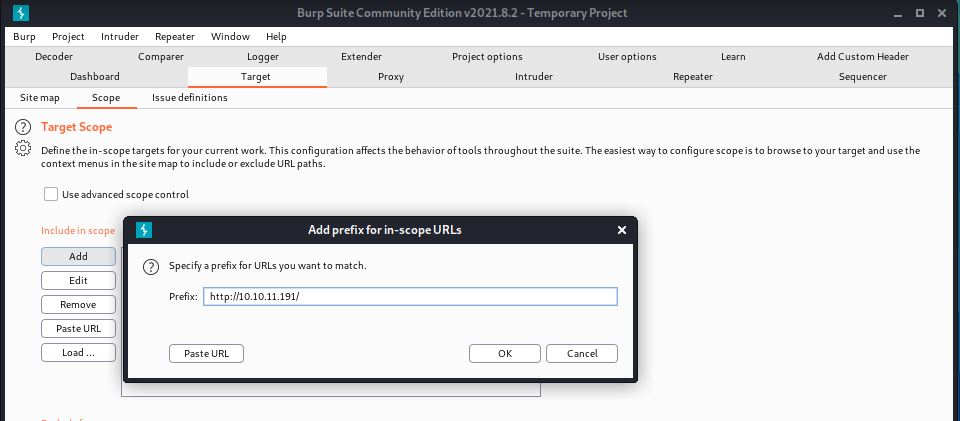 Burp Suite Community Edition v2021.8.2 - Temporary Project
Burp Project Intruder Repeater Window Help
Decoder Comparer Logger Extender Project options User options Learn Add Custom Header
Dashboard Target Proxy Intruder Repeater Sequencer
Site map Scope Issue definitions
Target Scope
Define the in-scope targets for your current work. This configuration affects the behavior of tools throughout the suite. The easiest way to configure scope is to browse to your target and use the
context menus in the site map to include or exclude URL paths.
Use advanced scope control
Include in scope
Add
Edit
Remove
Paste URL
Load ...
Add prefix for in-scope URLs
Specify a prefix for URLs you want to match.
Prefix: http://10.10.11.191/
Paste URL OK Cancel